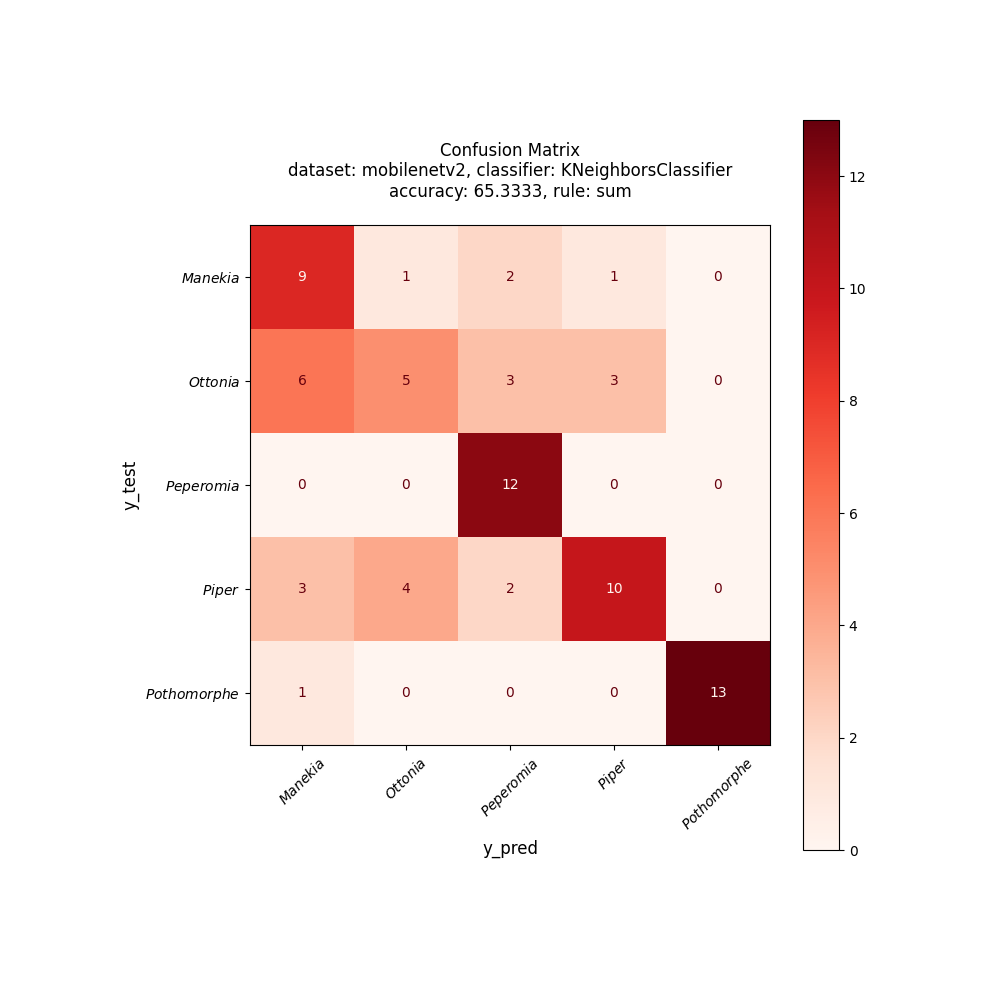 Confusion Matrix
dataset: mobilenetv2, classifier: KNeighborsClassifier
accuracy: 65.3333, rule: sum
y_test
Manekia 9 1 2 1 0
Ottonia 6 5 3 3 0
Peperomia 0 0 12 0 0
Piper 3 4 2 10 0
Pothomorphe 1 0 0 0 13
Manekia Ottonia Peperomia Piper Pothomorphe
y_pred
12
10
8
6
4
2
0